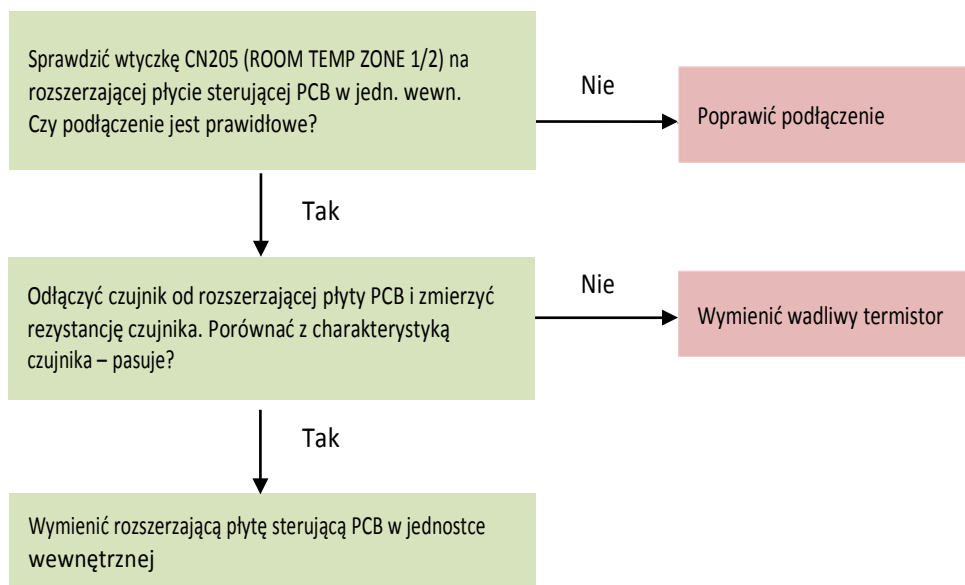 Sprawdzić wtyczkę CN205 (ROOM TEMP ZONE 1/2) na
rozszerzającej płycie sterującej PCB w jedn. wewn.
Czy podłączenie jest prawidłowe?
Nie
Poprawić podłączenie
Tak
Odłączyć czujnik od rozszerzającej płyty PCB i zmierzyć
rezystancję czujnika. Porównać z charakterystyką
czujnika – pasuje?
Nie
Wymienić wadliwy termistor
Tak
Wymienić rozszerzającą płytę sterującą PCB w jednostce
wewnętrznej